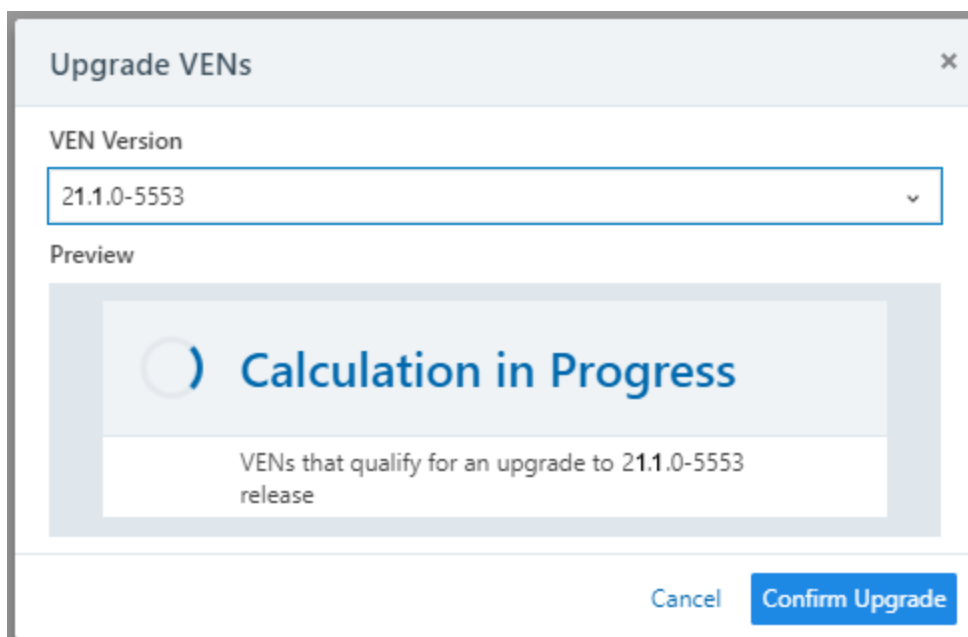 Upgrade VENs
×
VEN Version
21.1.0-5553
Preview
Calculation in Progress
VENs that qualify for an upgrade to 21.1.0-5553
release
Cancel
Confirm Upgrade